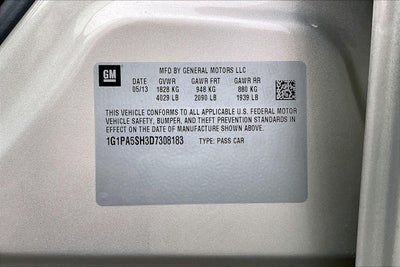 GM
MFD BY GENERAL MOTORS LLC
DATE GVWR GAWR FRT GAWR RR
05/13 1828 KG 948 KG 880 KG
4029 LB 2090 LB 1939 LB
THIS VEHICLE CONFORMS TO ALL APPLICABLE U.S. FEDERAL MOTOR
VEHICLE SAFETY, BUMPER, AND THEFT PREVENTION STANDARDS IN
EFFECT ON THE DATE OF MANUFACTURE SHOWN ABOVE.
1G1PA5SH3D7308183 TYPE: PASS CAR